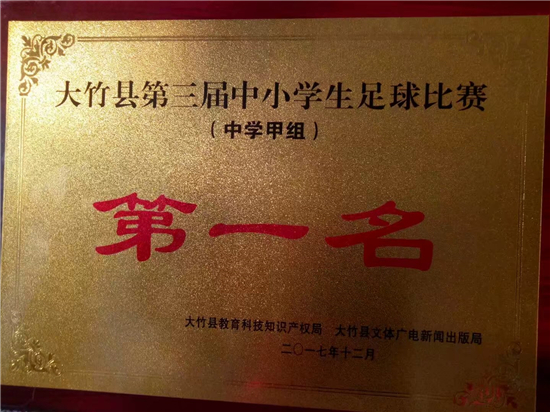 大竹县第三届中小学生足球比赛
（中学甲组）
第一名
大竹县教育科技知识产权局 大竹县文体广电新闻出版局
二〇一七年十二月